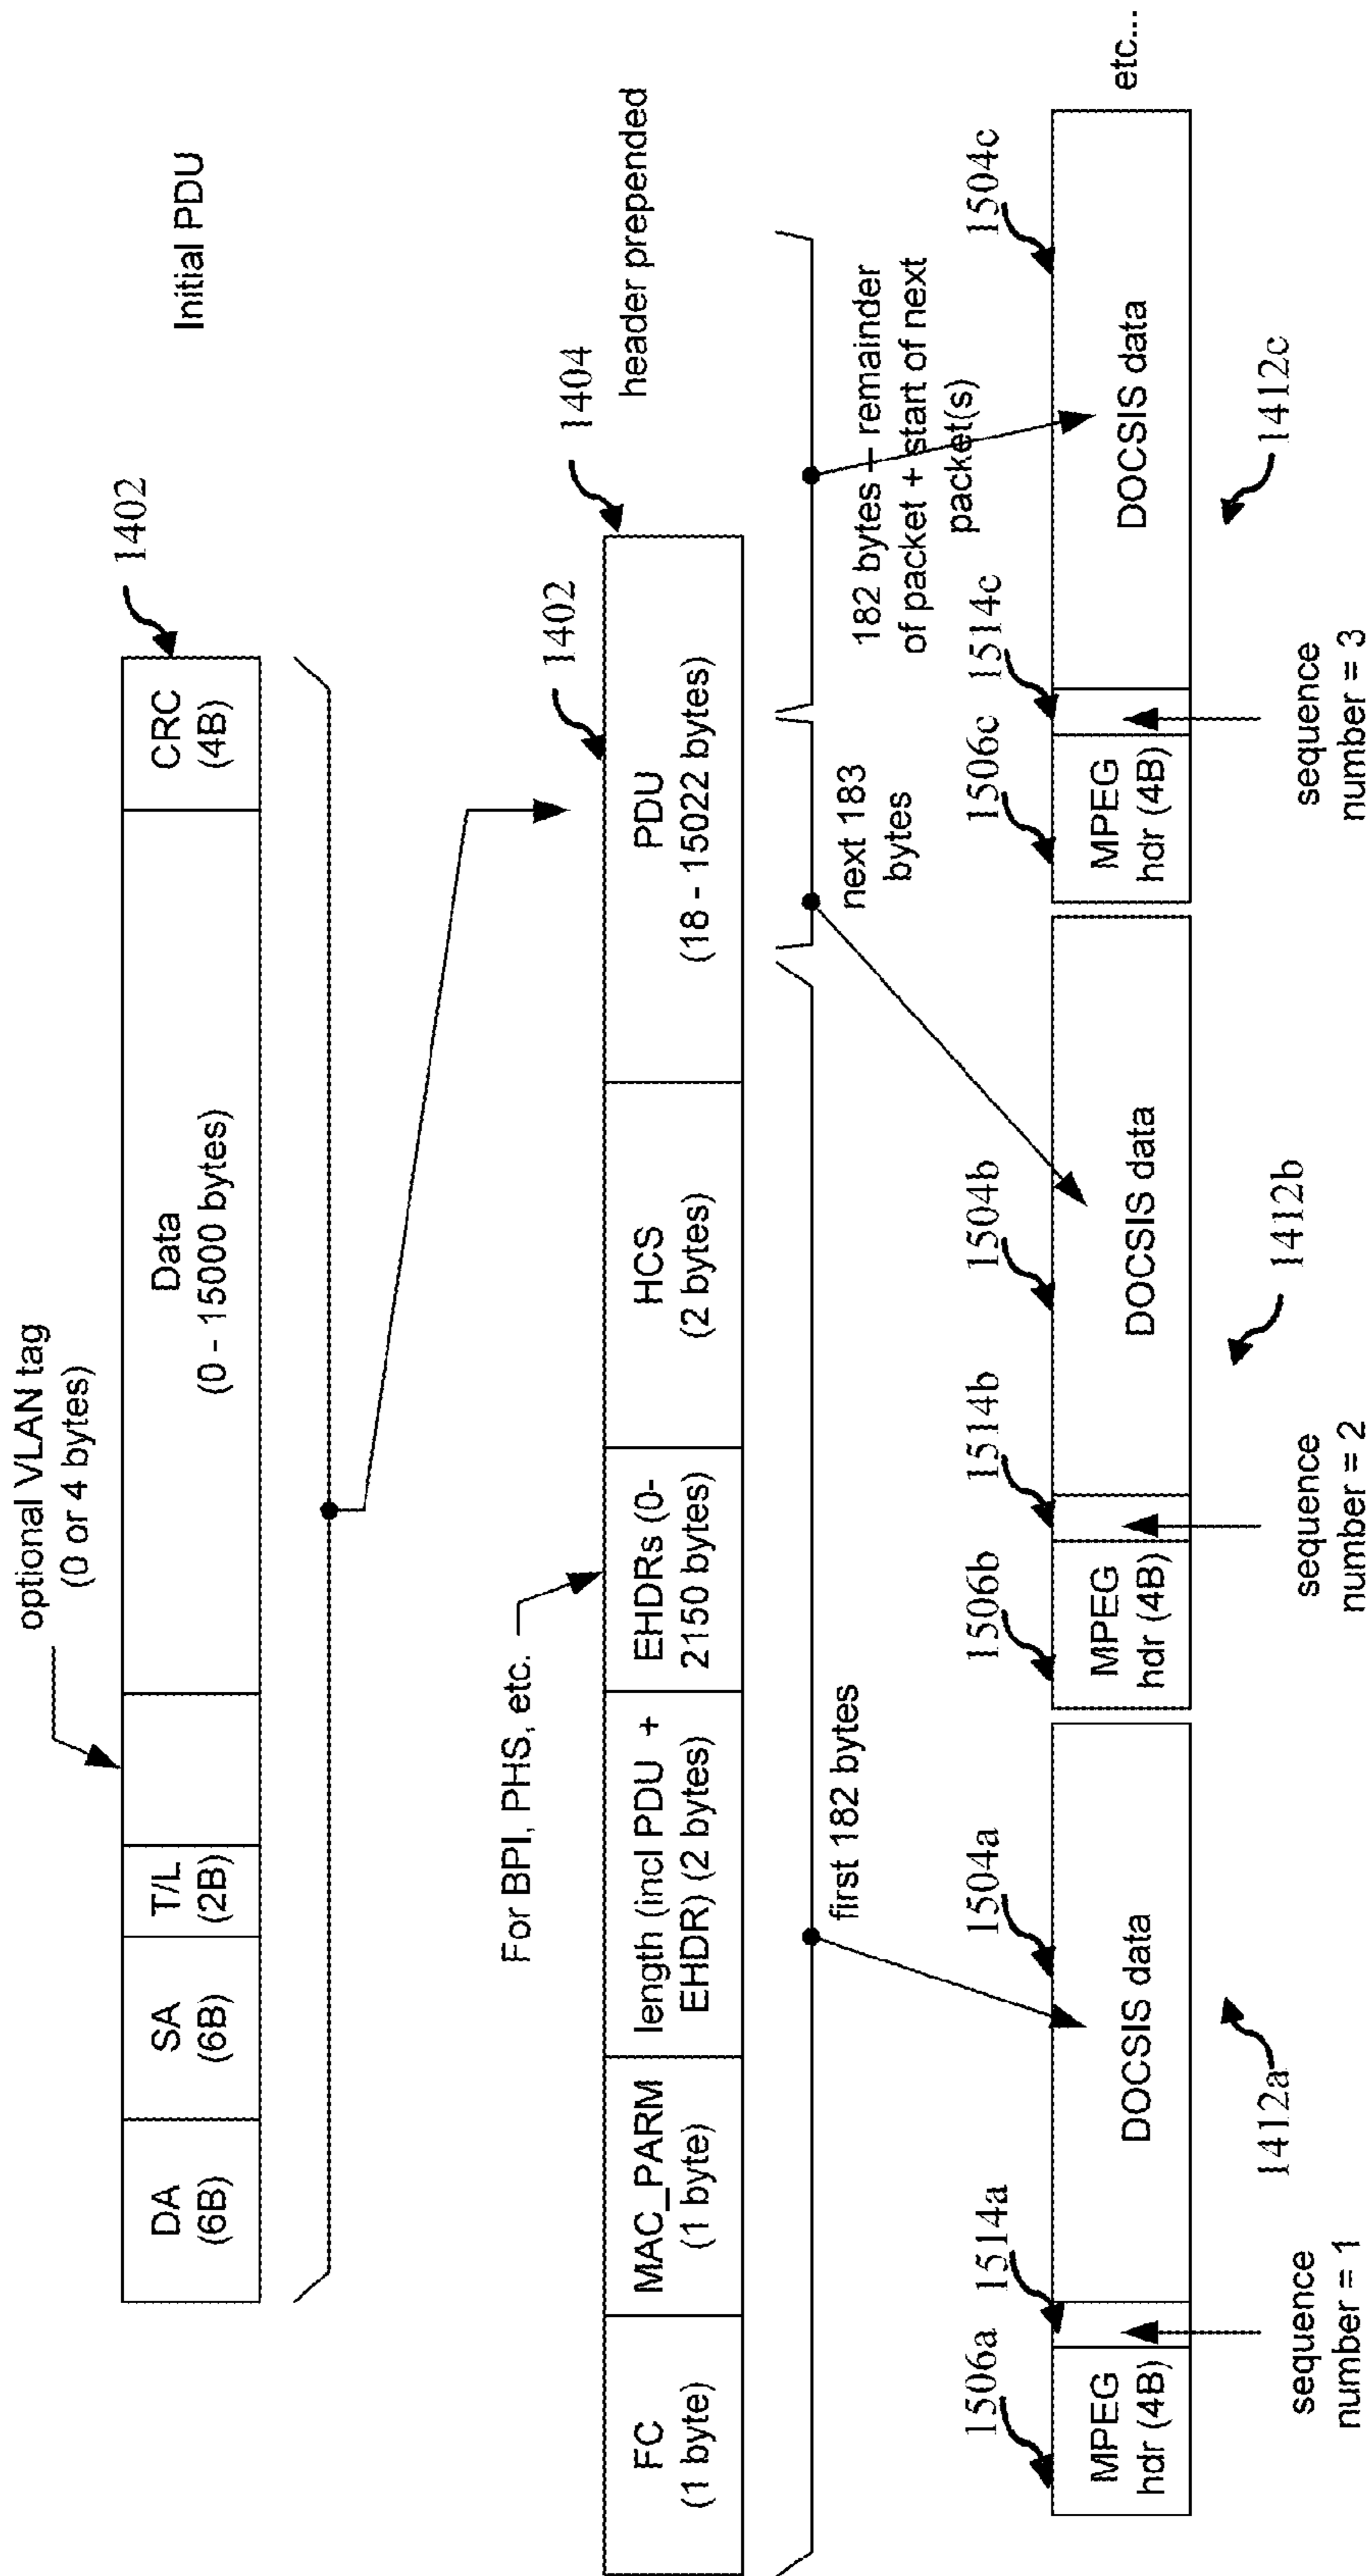 optional VLAN tag
(0 or 4 bytes)
1402
DA
(6B)
SA
(6B)
T/L
(2B)
Data
(0 - 15000 bytes)
CRC
(4B)
Initial PDU
For BPI, PHS, etc.
1402
1404
FC
(1 byte)
MAC_PARM
(1 byte)
length (incl PDU +
EHDR) (2 bytes)
EHDRs (0-
2150 bytes)
HCS
(2 bytes)
PDU
(18 - 15022 bytes)
header prepended
first 182 bytes
next 183
bytes
182 bytes – remainder
of packet + start of next
packet(s)
1506a
1514a
1504a
1506b
1514b
1504b
1506c
1514c
1504c
MPEG
hdr (4B)
DOCSIS data
MPEG
hdr (4B)
DOCSIS data
MPEG
hdr (4B)
DOCSIS data
etc...
sequence
number = 1
1412a
sequence
number = 2
1412b
sequence
number = 3
1412c